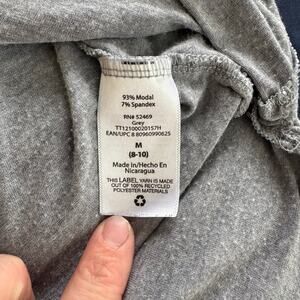 93% Modal
7% Spandex
RN# 52469
Grey
TT12100020157H
EAN/UPC 8 80960990625
M
(8-10)
Made In/Hecho En
Nicaragua
THIS LABEL YARN IS MADE
OUT OF 100% RECYCLED
POLYESTER MATERIALS